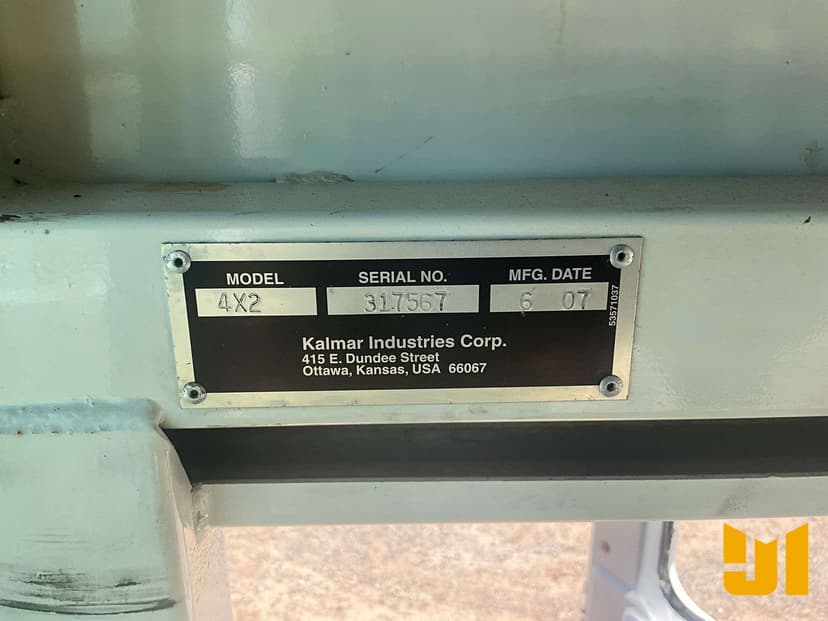 MODEL SERIAL NO. MFG. DATE
4X2 317567 6 07
53571037
Kalmar Industries Corp.
415 E. Dundee Street
Ottawa, Kansas, USA 66067